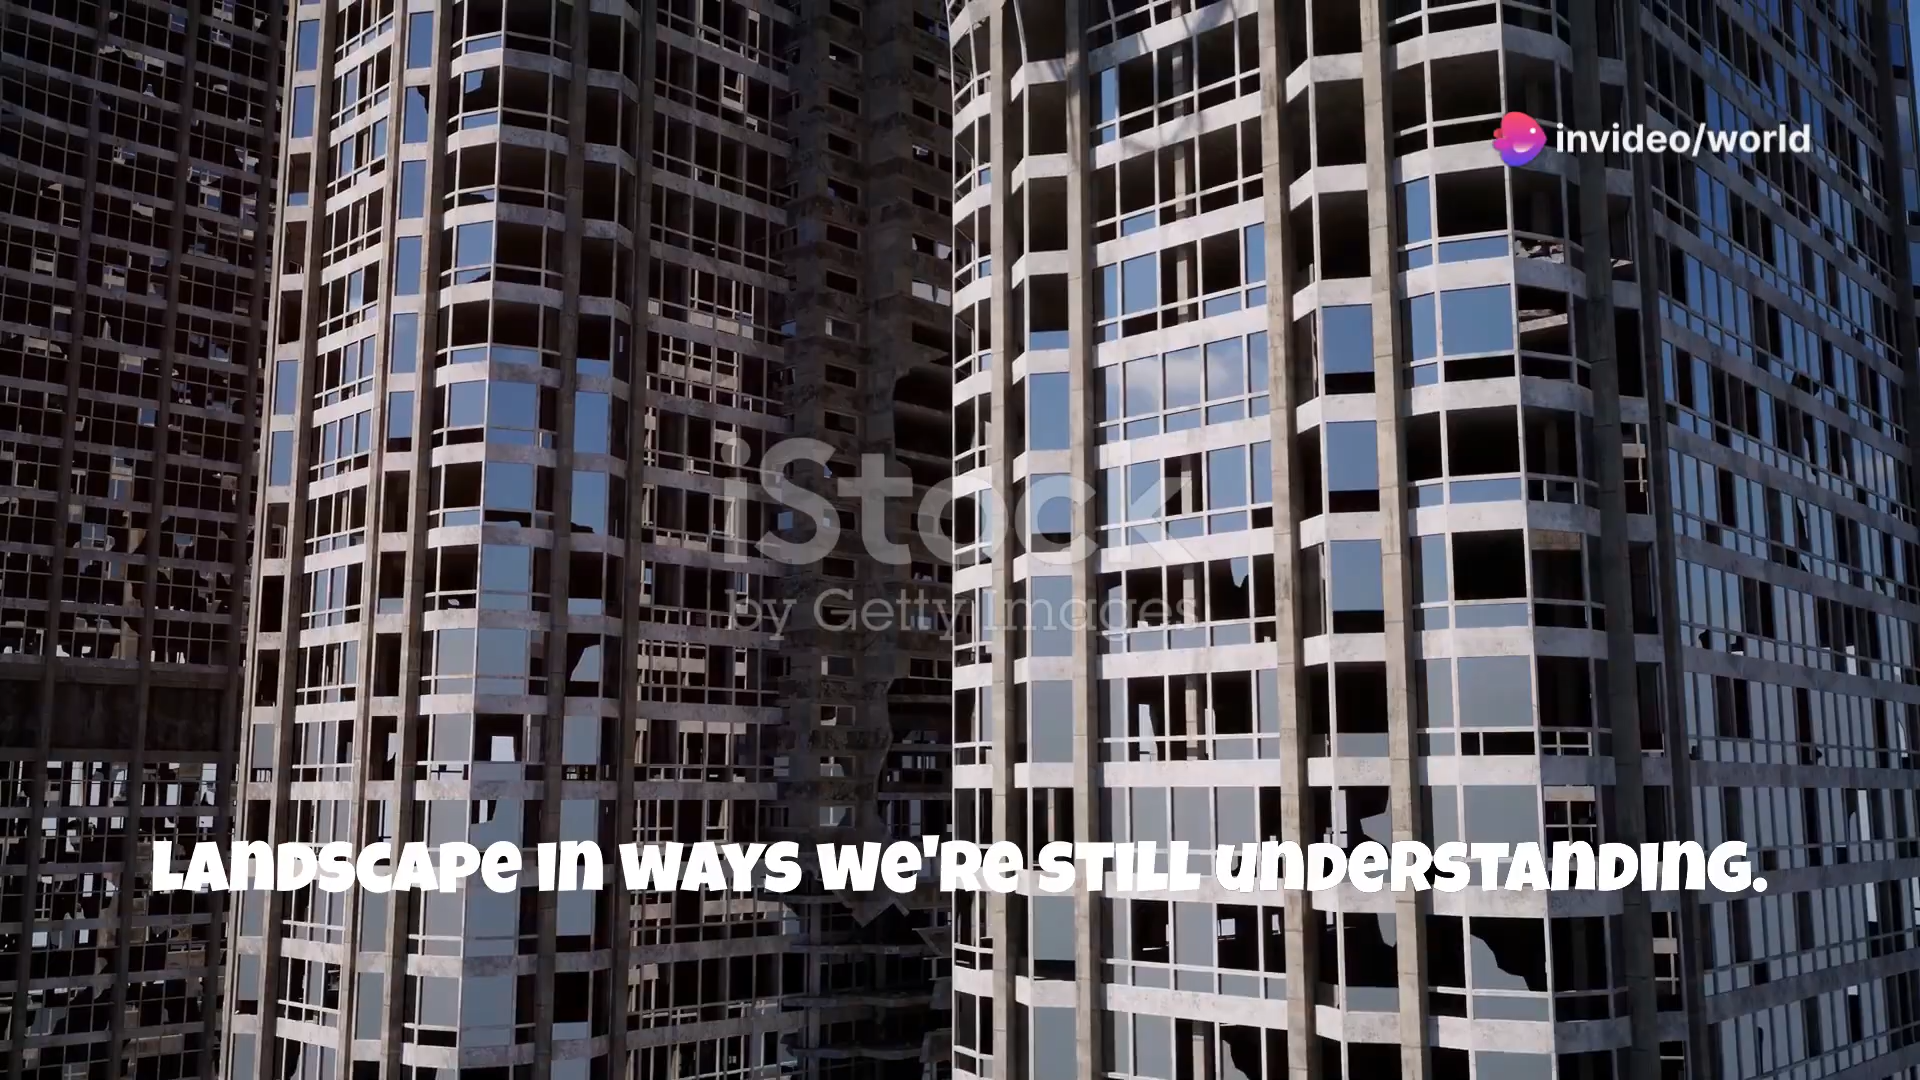 invideo/world
iStock
by Getty Images
Landscape in ways we're still understanding.